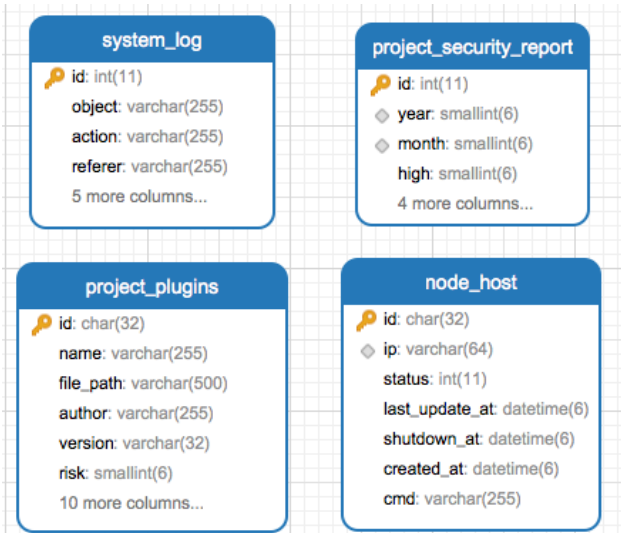 system_log
id: int(11)
object: varchar(255)
action: varchar(255)
referer: varchar(255)
5 more columns...
project_security_report
id: int(11)
year: smallint(6)
month: smallint(6)
high: smallint(6)
4 more columns...
project_plugins
id: char(32)
name: varchar(255)
file_path: varchar(500)
author: varchar(255)
version: varchar(32)
risk: smallint(6)
10 more columns...
node_host
id: char(32)
ip: varchar(64)
status: int(11)
last_update_at: datetime(6)
shutdown_at: datetime(6)
created_at: datetime(6)
cmd: varchar(255)